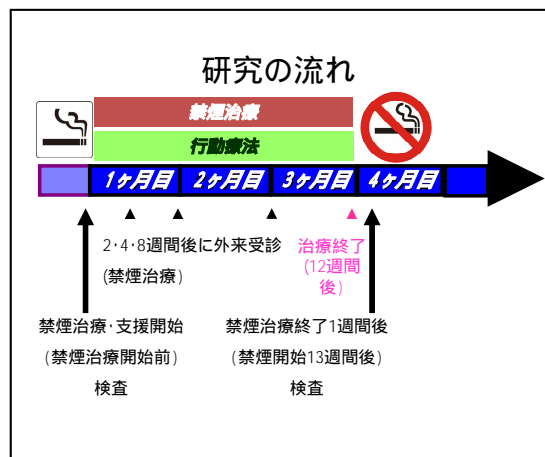 研究の流れ
禁煙治療
行動療法
1ヶ月目 2ヶ月目 3ヶ月目 4ヶ月目
2・4・8週間後に外来受診
(禁煙治療)
治療終了
(12週間
後)
禁煙治療・支援開始
(禁煙治療開始前)
検査
禁煙治療終了1週間後
(禁煙開始13週間後)
検査